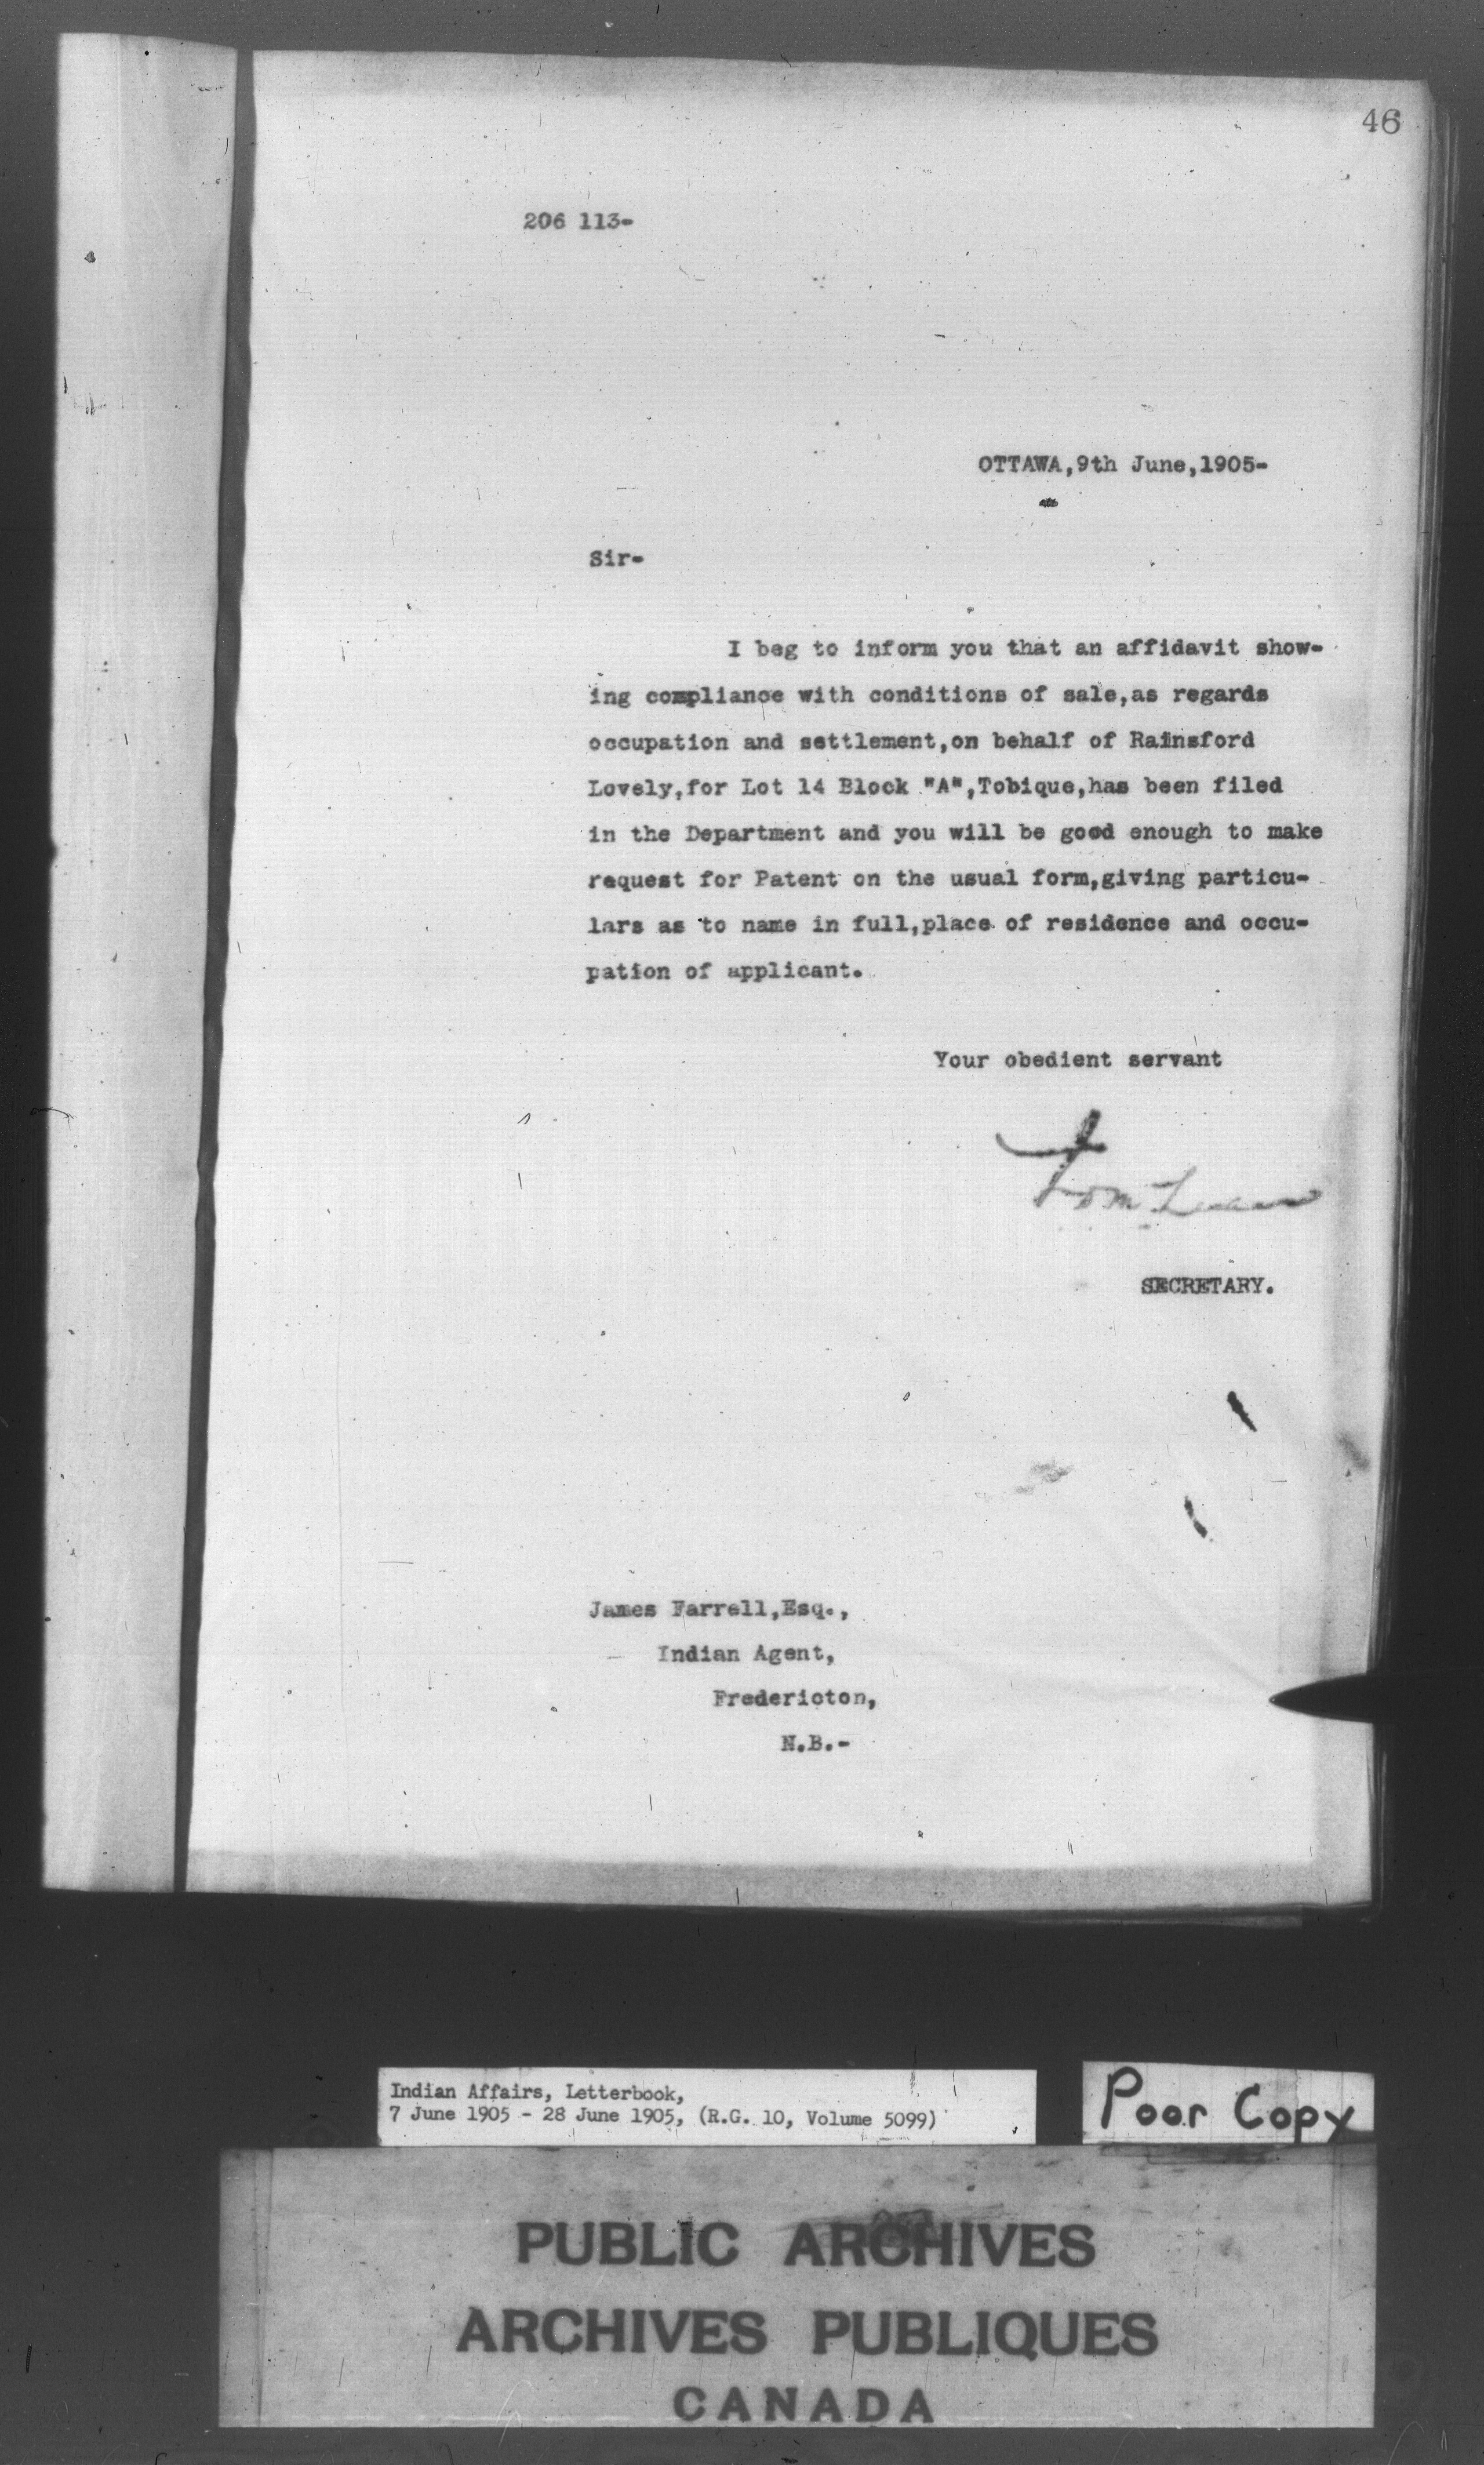 46
206 113-
OTTAWA,9th June,1905-
Sir-
I beg to inform you that an affidavit show-
ing compliance with conditions of sale,as regards
occupation and settlement,on behalf of Rainsford
Lovely,for Lot 14 Block "A",Tobique,has been filed
in the Department and you will be good enough to make
request for Patent on the usual form,giving particu-
lars as to name in full,place of residence and occu-
pation of applicant.
Your obedient servant
SECRETARY.
James Farrell,Esq.,
Indian Agent,
Fredericton,
N.B.-
Indian Affairs, Letterbook,
7 June 1905 - 28 June 1905, (R.G. 10, Volume 5099)
Poor Copy
PUBLIC ARCHIVES
ARCHIVES PUBLIQUES
CANADA